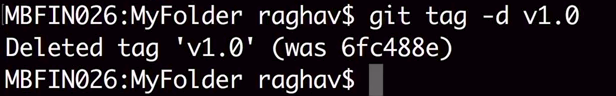 MBFIN026:MyFolder raghav$ git tag -d v1.0
Deleted tag 'v1.0' (was 6fc488e)
MBFIN026:MyFolder raghav$